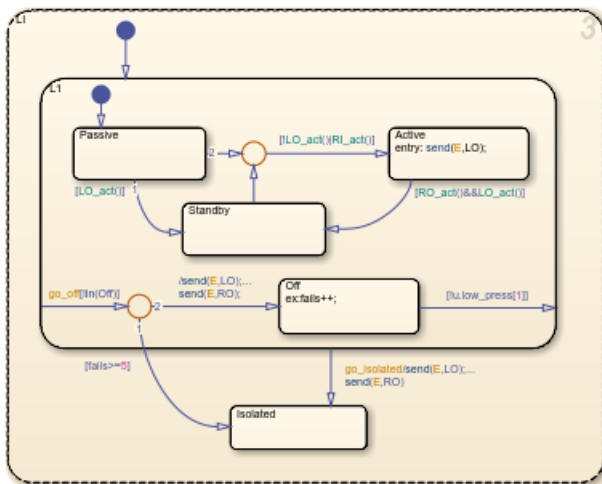 LI
3
L1
Passive
2
[!LO_act()|RI_act()]
Active
entry: send(E,LO);
[LO_act()]
1
Standby
[RO_act()&&LO_act()]
/send(E,LO);...
send(E,RO);
Off
ex:fails++;
go_off[!in(Off)]
2
[!u.low_press[1]]
1
[fails>=5]
go_isolated/send(E,LO);...
send(E,RO)
Isolated